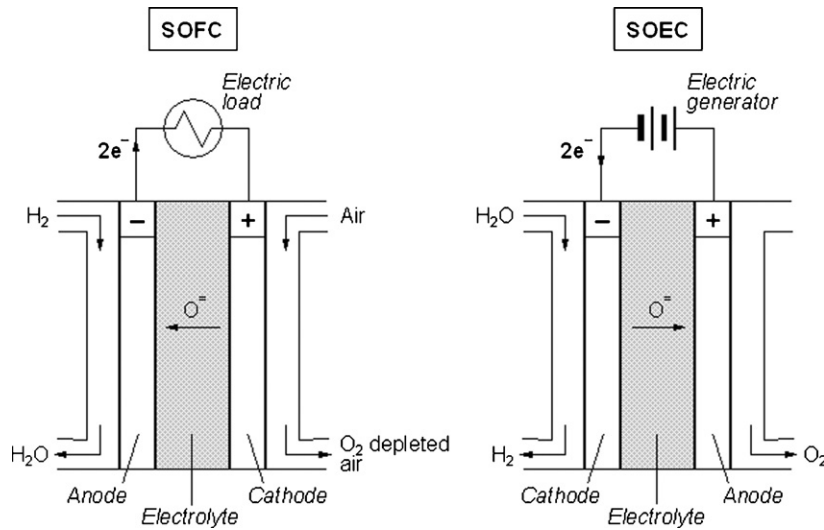 SOFC
Electric
load
2e⁻
H₂
−
+
Air
O⁼
H₂O
O₂ depleted
air
Anode
Cathode
Electrolyte
SOEC
Electric
generator
2e⁻
H₂O
−
+
O⁼
H₂
O₂
Cathode
Anode
Electrolyte